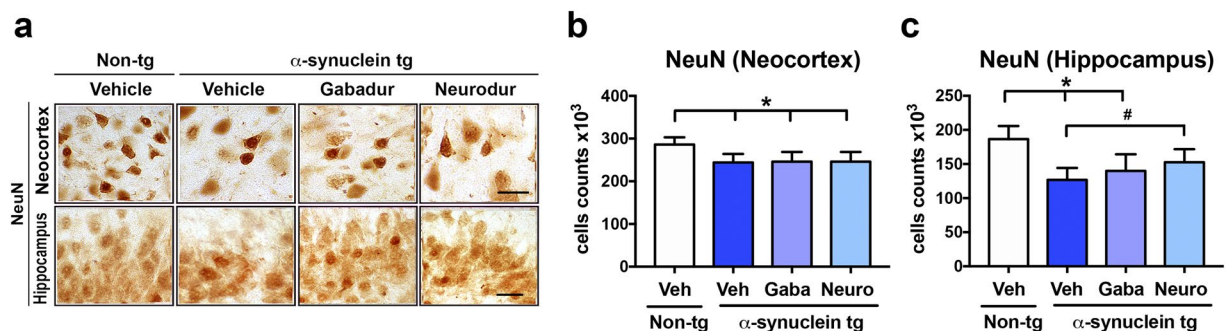 a
Non-tg
α-synuclein tg
Vehicle
Vehicle
Gabadur
Neurodur
NeuN
Neocortex
Hippocampus
b
NeuN (Neocortex)
cells counts x10³
400
300
200
100
0
*
Veh
Veh
Gaba
Neuro
Non-tg
α-synuclein tg
c
NeuN (Hippocampus)
cells counts x10³
250
200
150
100
50
0
*
#
Veh
Veh
Gaba
Neuro
Non-tg
α-synuclein tg